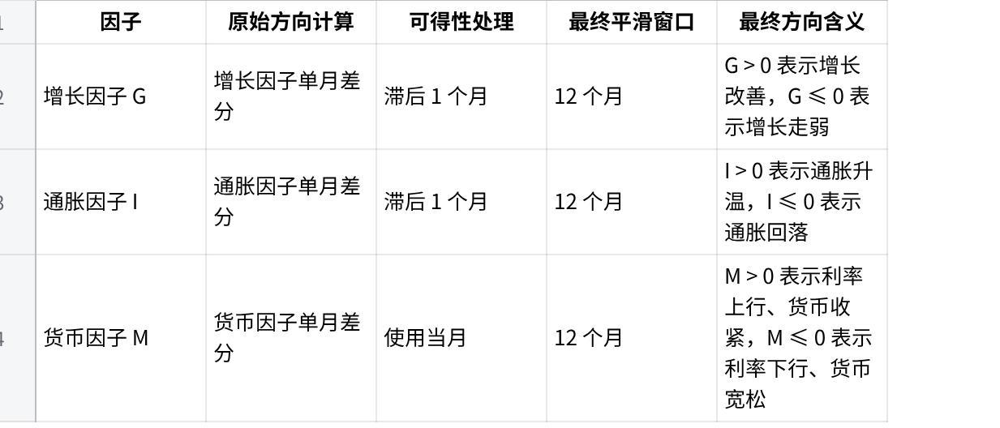 1 因子 原始方向计算 可得性处理 最终平滑窗口 最终方向含义
2 增长因子 G
增长因子单月差
分
滞后 1 个月
12 个月
G > 0 表示增长
改善，G ≤ 0 表
示增长走弱
3 通胀因子 I
通胀因子单月差
分
滞后 1 个月
12 个月
I > 0 表示通胀升
温，I ≤ 0 表示
通胀回落
4 货币因子 M
货币因子单月差
分
使用当月
12 个月
M > 0 表示利率
上行、货币收
紧，M ≤ 0 表示
利率下行、货币
宽松